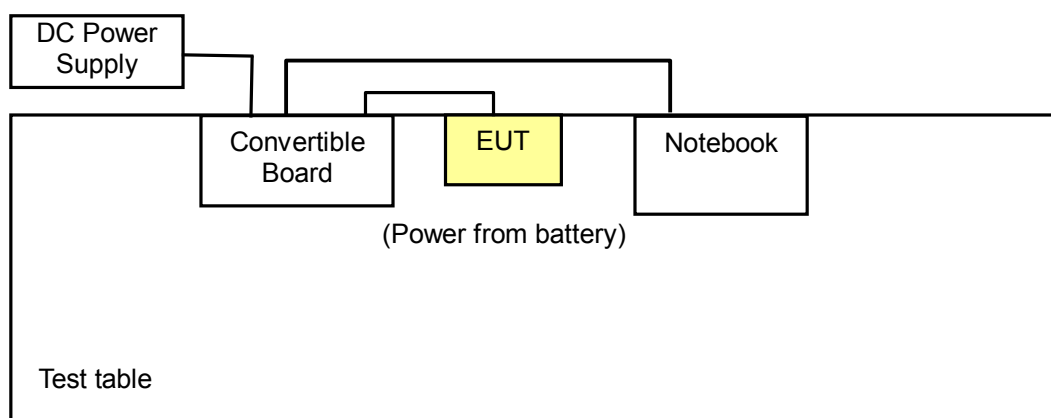 DC Power
Supply
Convertible
Board
EUT
Notebook
(Power from battery)
Test table